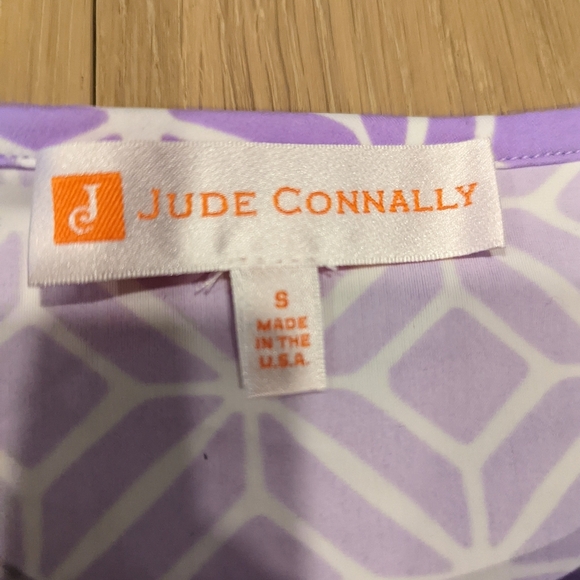 JC JUDE CONNALLY
S
MADE
IN THE
U.S.A.